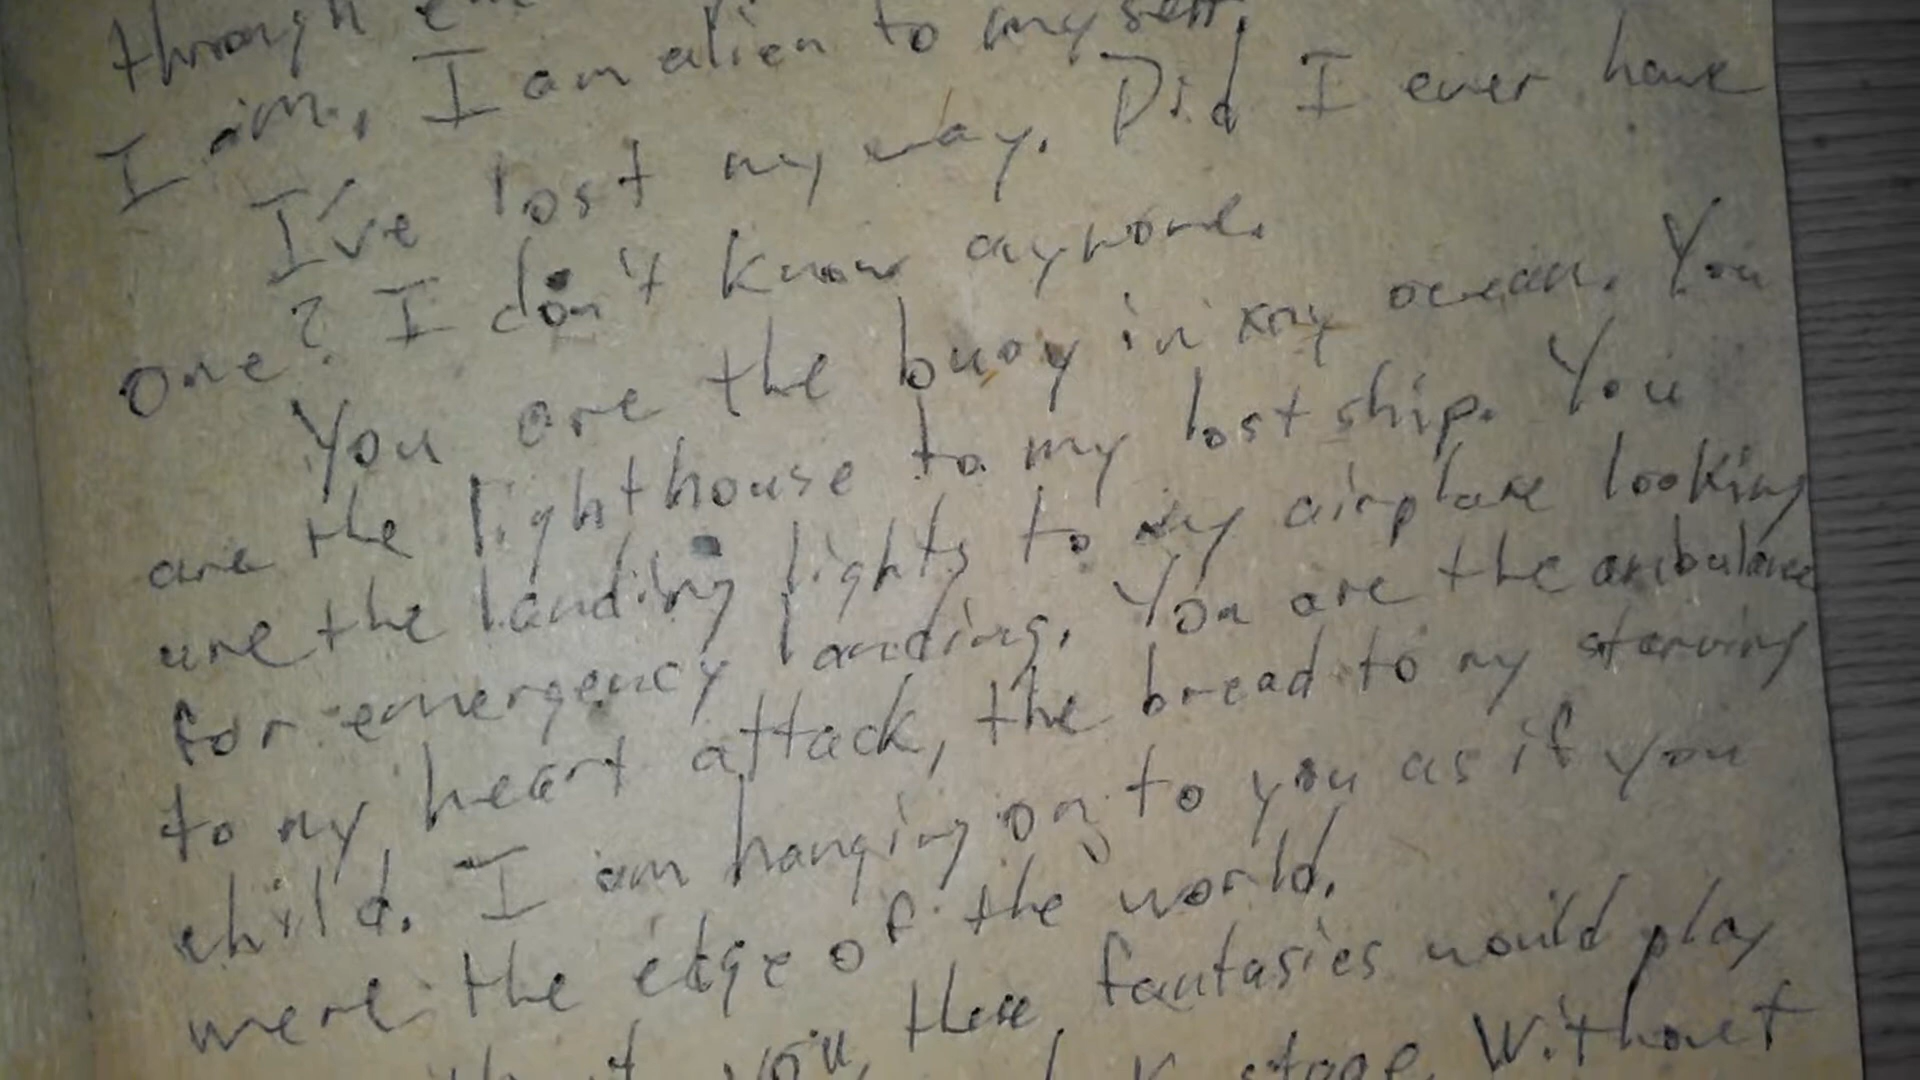 through
I am, I am alien to myself.
I've lost my way. Did I ever have
one? I don't know anymore.
You are the buoy in my ocean. You
are the lighthouse to my lost ship. You
are the landing lights to my airplane looking
for emergency landing. You are the ambulance
to my heart attack, the bread to my starving
child. I am hanging on to you as if you
were the edge of the world.
you, these fantasies would play
stage. Without